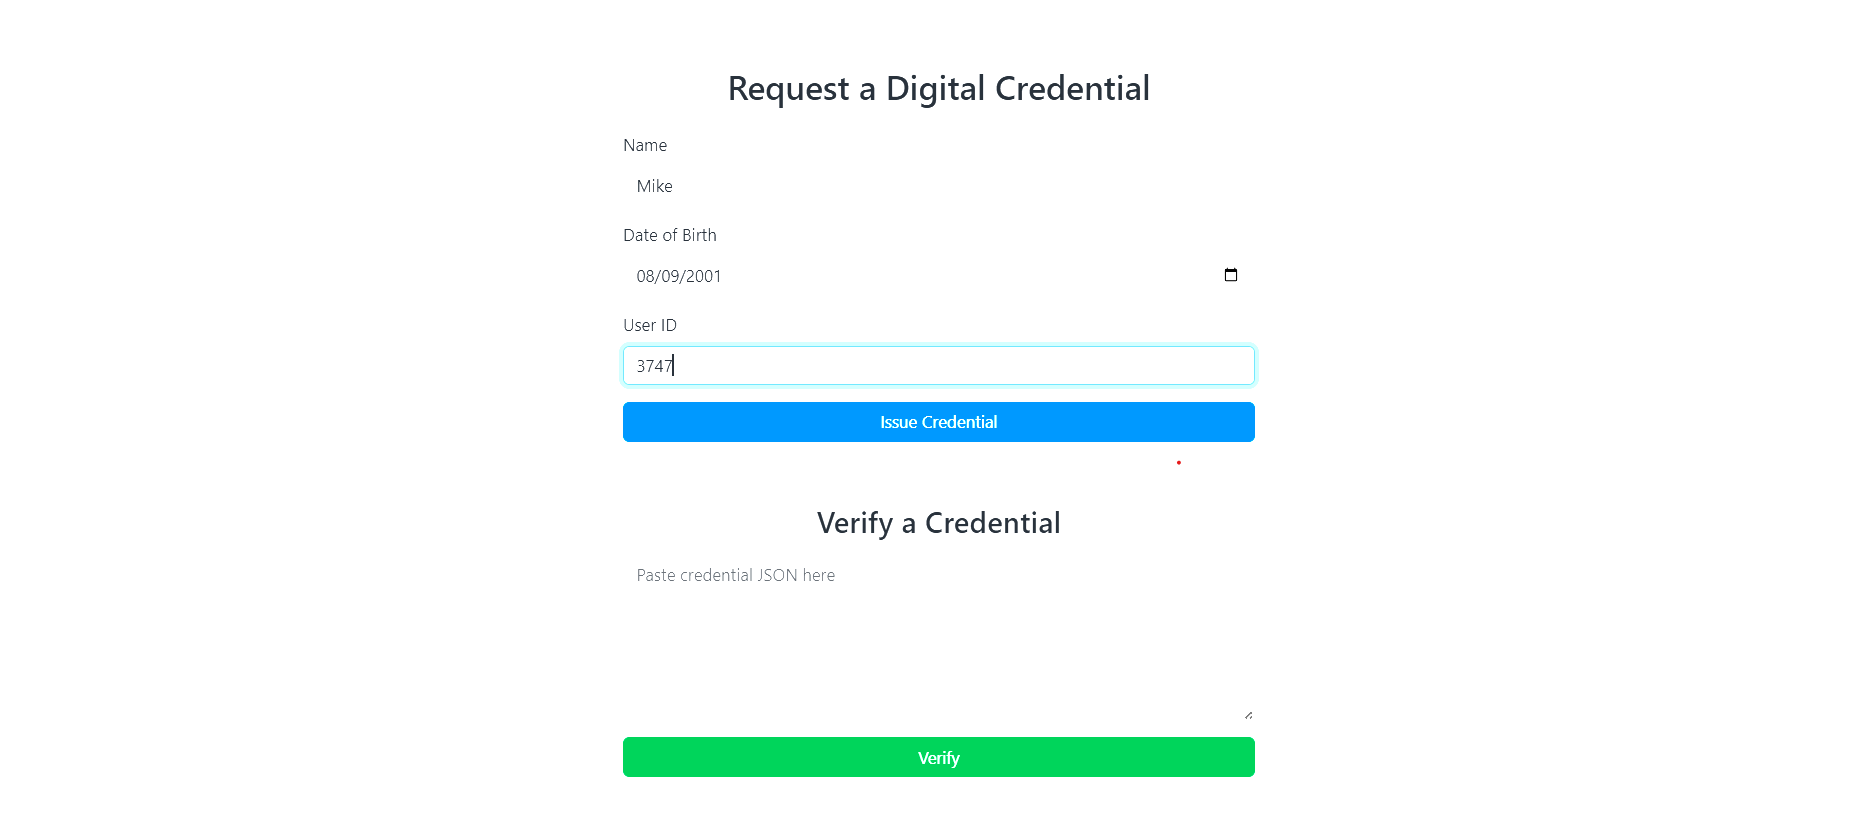 Request a Digital Credential
Name
Mike
Date of Birth
08/09/2001
User ID
3747
Issue Credential
Verify a Credential
Paste credential JSON here
Verify